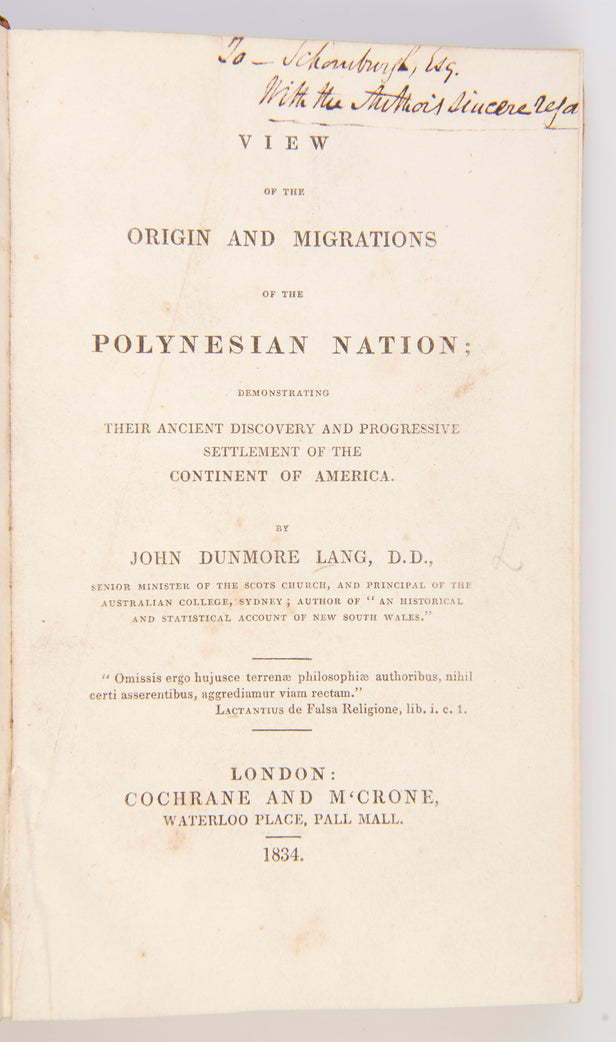 To — Schomburgk, Esq.
With the Author's sincere rega
VIEW
OF THE
ORIGIN AND MIGRATIONS
OF THE
POLYNESIAN NATION;
DEMONSTRATING
THEIR ANCIENT DISCOVERY AND PROGRESSIVE
SETTLEMENT OF THE
CONTINENT OF AMERICA.
BY
JOHN DUNMORE LANG, D.D.,
SENIOR MINISTER OF THE SCOTS CHURCH, AND PRINCIPAL OF THE
AUSTRALIAN COLLEGE, SYDNEY; AUTHOR OF "AN HISTORICAL
AND STATISTICAL ACCOUNT OF NEW SOUTH WALES."
"Omissis ergo hujusce terrenæ philosophiæ authoribus, nihil
certi asserentibus, aggrediamur viam rectam."
LACTANTIUS de Falsa Religione, lib. i. c. 1.
LONDON:
COCHRANE AND M‘CRONE,
WATERLOO PLACE, PALL MALL.
1834.